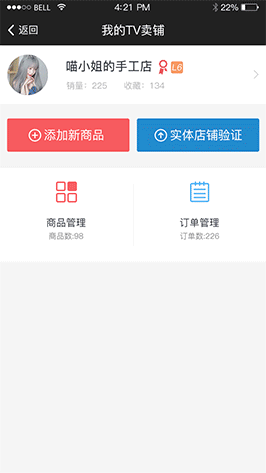 BELL 4:21 PM 22%
返回 我的TV卖铺
喵小姐的手工店 L6
销量：225 收藏：134
添加新商品 实体店铺验证
商品管理 订单管理
商品数:98 订单数:226